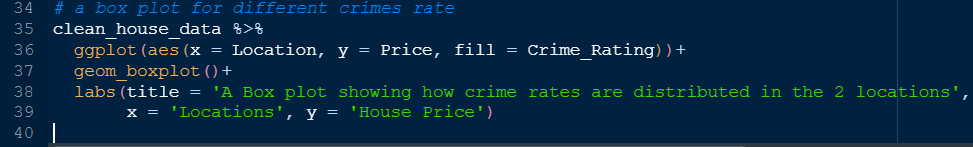 34 # a box plot for different crimes rate
35 clean_house_data %>%
36 ggplot(aes(x = Location, y = Price, fill = Crime_Rating))+
37 geom_boxplot()+
38 labs(title = 'A Box plot showing how crime rates are distributed in the 2 locations',
39 x = 'Locations', y = 'House Price')
40